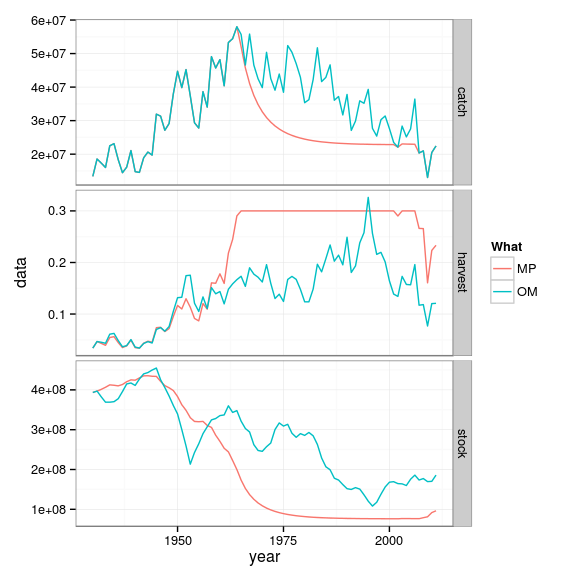 6e+07
5e+07
4e+07
3e+07
2e+07
catch
0.3
0.2
0.1
harvest
4e+08
3e+08
2e+08
1e+08
stock
data
1950 1975 2000
year
What
MP
OM